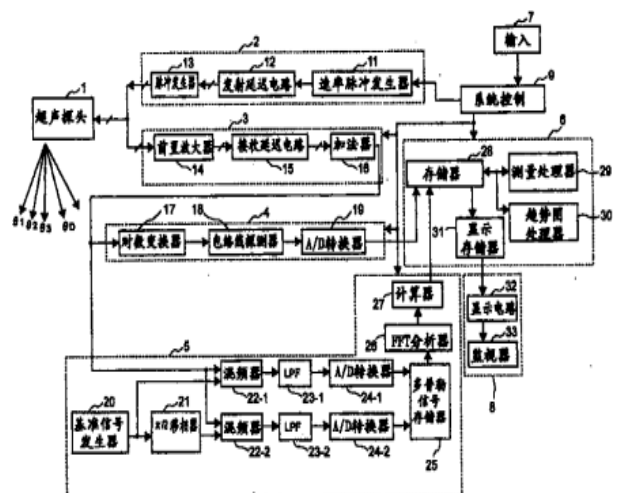 7
输入
2
13
12
11
脉冲发生器
发射延迟电路
速率脉冲发生器
9
系统控制
1
超声探头
3
前置放大器
接收延迟电路
加法器
14
15
16
6
28
存储器
测量处理器
29
趋势图
处理器
30
31
显示
存储器
θ1
θ2
θ3
θD
17
18
4
19
对数变换器
电路线探测器
A/D转换器
27
计算器
32
显示电路
33
监视器
8
26
FFT分析器
5
混频器
LPF
A/D转换器
多普勒
信号
存储器
22-1
23-1
24-1
20
21
基准信号
发生器
π/2移相器
混频器
LPF
A/D转换器
22-2
23-2
24-2
25